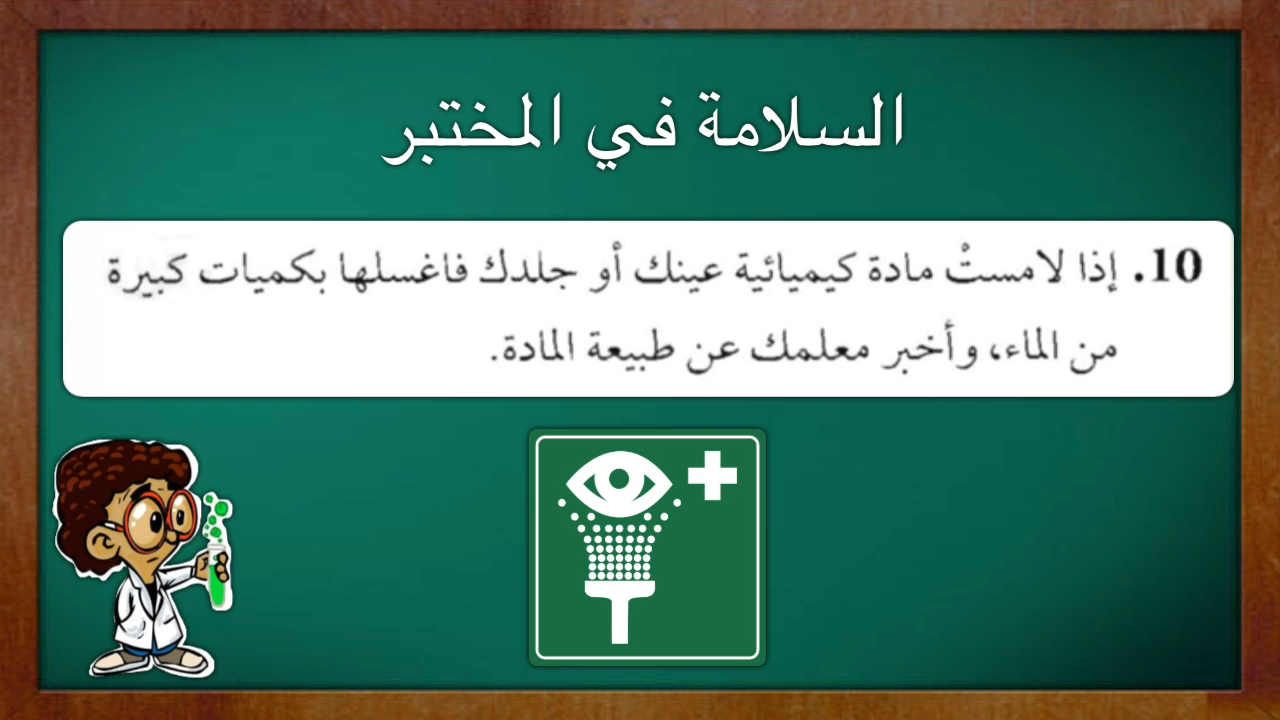 السلامة في المختبر
10. إذا لامستْ مادة كيميائية عينك أو جلدك فاغسلها بكميات كبيرة
من الماء، وأخبر معلمك عن طبيعة المادة.